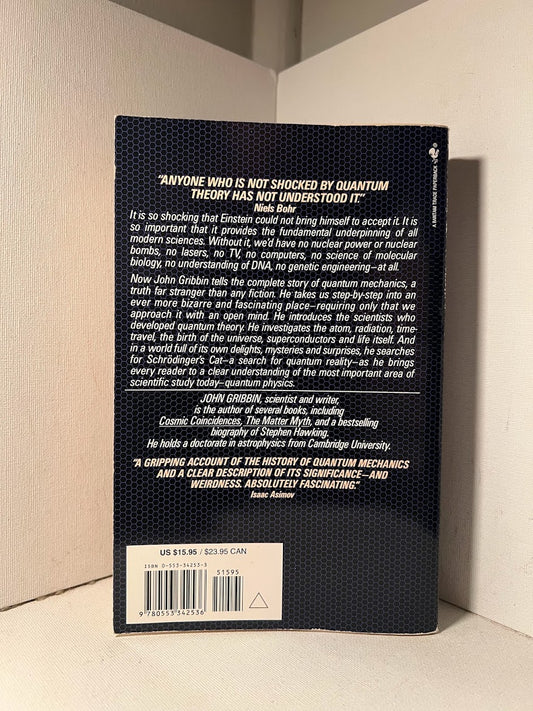 A BANTAM TRADE PAPERBACK
"ANYONE WHO IS NOT SHOCKED BY QUANTUM
THEORY HAS NOT UNDERSTOOD IT."
Niels Bohr
It is so shocking that Einstein could not bring himself to accept it. It is
so important that it provides the fundamental underpinning of all
modern sciences. Without it, we'd have no nuclear power or nuclear
bombs, no lasers, no TV, no computers, no science of molecular
biology, no understanding of DNA, no genetic engineering—at all.
Now John Gribbin tells the complete story of quantum mechanics, a
truth far stranger than any fiction. He takes us step-by-step into an
ever more bizarre and fascinating place—requiring only that we
approach it with an open mind. He introduces the scientists who
developed quantum theory. He investigates the atom, radiation, time-
travel, the birth of the universe, superconductors and life itself. And
in a world full of its own delights, mysteries and surprises, he searches
for Schrödinger's Cat—a search for quantum reality—as he brings
every reader to a clear understanding of the most important area of
scientific study today—quantum physics.
JOHN GRIBBIN, scientist and writer,
is the author of several books, including
Cosmic Coincidences, The Matter Myth, and a bestselling
biography of Stephen Hawking.
He holds a doctorate in astrophysics from Cambridge University.
"A GRIPPING ACCOUNT OF THE HISTORY OF QUANTUM MECHANICS
AND A CLEAR DESCRIPTION OF ITS SIGNIFICANCE—AND
WEIRDNESS. ABSOLUTELY FASCINATING."
Isaac Asimov
US $15.95 / $23.95 CAN
ISBN 0-553-34253-3
51595
9 780553 342536